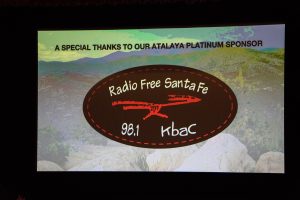 A SPECIAL THANKS TO OUR ATALAYA PLATINUM SPONSOR
Radio Free Santa Fe
98.1 KbaC